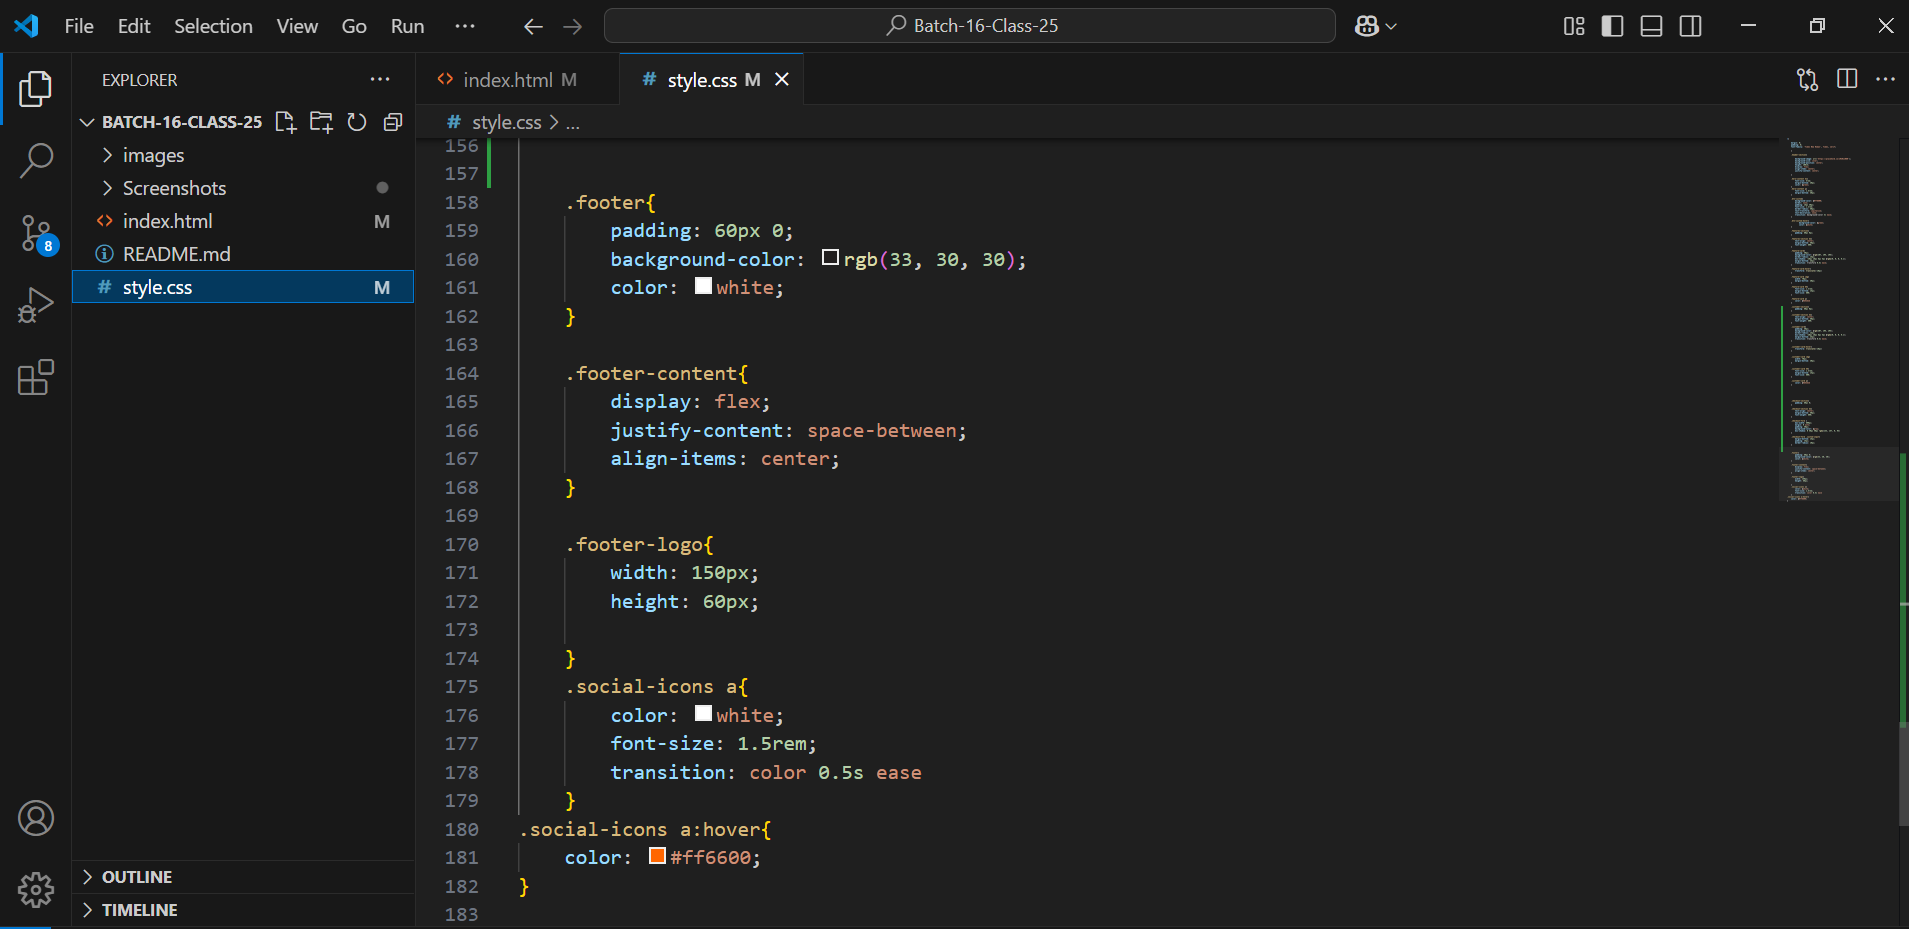 File Edit Selection View Go Run ··· Batch-16-Class-25
EXPLORER ···
BATCH-16-CLASS-25
images
Screenshots
index.html M
README.md
style.css M
8
OUTLINE
TIMELINE
index.html M
# style.css M
# style.css > ...
156
157
158 .footer{
159 padding: 60px 0;
160 background-color: rgb(33, 30, 30);
161 color: white;
162 }
163
164 .footer-content{
165 display: flex;
166 justify-content: space-between;
167 align-items: center;
168 }
169
170 .footer-logo{
171 width: 150px;
172 height: 60px;
173
174 }
175 .social-icons a{
176 color: white;
177 font-size: 1.5rem;
178 transition: color 0.5s ease
179 }
180 .social-icons a:hover{
181 color: #ff6600;
182 }
183